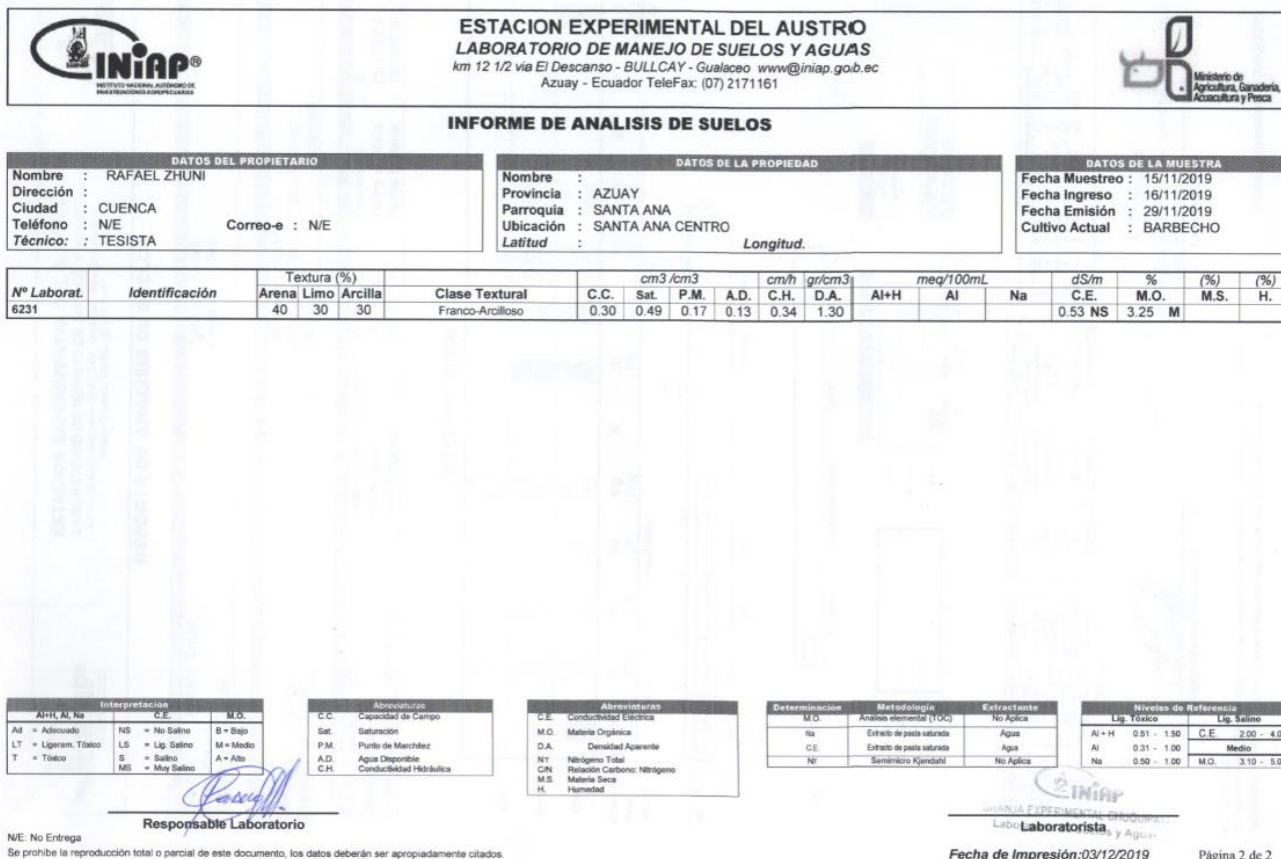 ESTACION EXPERIMENTAL DEL AUSTRO
LABORATORIO DE MANEJO DE SUELOS Y AGUAS
km 12 1/2 via El Descanso - BULLCAY - Gualaceo www@iniap.gob.ec
Azuay - Ecuador TeleFax: (07) 2171161
INIAP®
INSTITUTO NACIONAL AUTÓNOMO DE
INVESTIGACIONES AGROPECUARIAS
Ministerio de
Agricultura, Ganadería,
Acuacultura y Pesca
INFORME DE ANALISIS DE SUELOS
DATOS DEL PROPIETARIO
Nombre : RAFAEL ZHUNI
Dirección :
Ciudad : CUENCA
Teléfono : N/E Correo-e : N/E
Técnico: : TESISTA
DATOS DE LA PROPIEDAD
Nombre :
Provincia : AZUAY
Parroquia : SANTA ANA
Ubicación : SANTA ANA CENTRO
Latitud : Longitud.
DATOS DE LA MUESTRA
Fecha Muestreo : 15/11/2019
Fecha Ingreso : 16/11/2019
Fecha Emisión : 29/11/2019
Cultivo Actual : BARBECHO
Textura (%) cm3 /cm3 cm/h gr/cm3 meq/100mL dS/m % (%) (%)
Nº Laborat. Identificación Arena Limo Arcilla Clase Textural C.C. Sat. P.M. A.D. C.H. D.A. Al+H Al Na C.E. M.O. M.S. H.
6231 40 30 30 Franco-Arcilloso 0.30 0.49 0.17 0.13 0.34 1.30 0.53 NS 3.25 M
Interpretación
Al+H, Al, Na C.E. M.O.
Ad = Adecuado NS = No Salino B = Bajo
LT = Ligeram. Tóxico LS = Lig. Salino M = Medio
T = Tóxico S = Salino A = Alto
MS = Muy Salino
Abreviaturas
C.C. Capacidad de Campo
Sat. Saturación
P.M. Punto de Marchitez
A.D. Agua Disponible
C.H. Conductividad Hidráulica
Abreviaturas
C.E. Conductividad Eléctrica
M.O. Materia Orgánica
D.A. Densidad Aparente
NT Nitrógeno Total
C/N Relación Carbono: Nitrógeno
M.S. Materia Seca
H. Humedad
Determinacion Metodología Extractante
M.O. Análisis elemental (TOC) No Aplica
Na Extracto de pasta saturada Agua
C.E. Extracto de pasta saturada Agua
NT Semimicro Kjendahl No Aplica
Niveles de Referencia
Lig. Tóxico Lig. Salino
Al + H 0.51 - 1.50 C.E. 2.00 - 4.0
Al 0.31 - 1.00 Medio
Na 0.50 - 1.00 M.O. 3.10 - 5.0
Responsable Laboratorio
INIAP
GRANJA EXPERIMENTAL
Laboratorista
N/E: No Entrega
Se prohibe la reproducción total o parcial de este documento, los datos deberán ser apropiadamente citados.
Fecha de Impresión:03/12/2019 Página 2 de 2